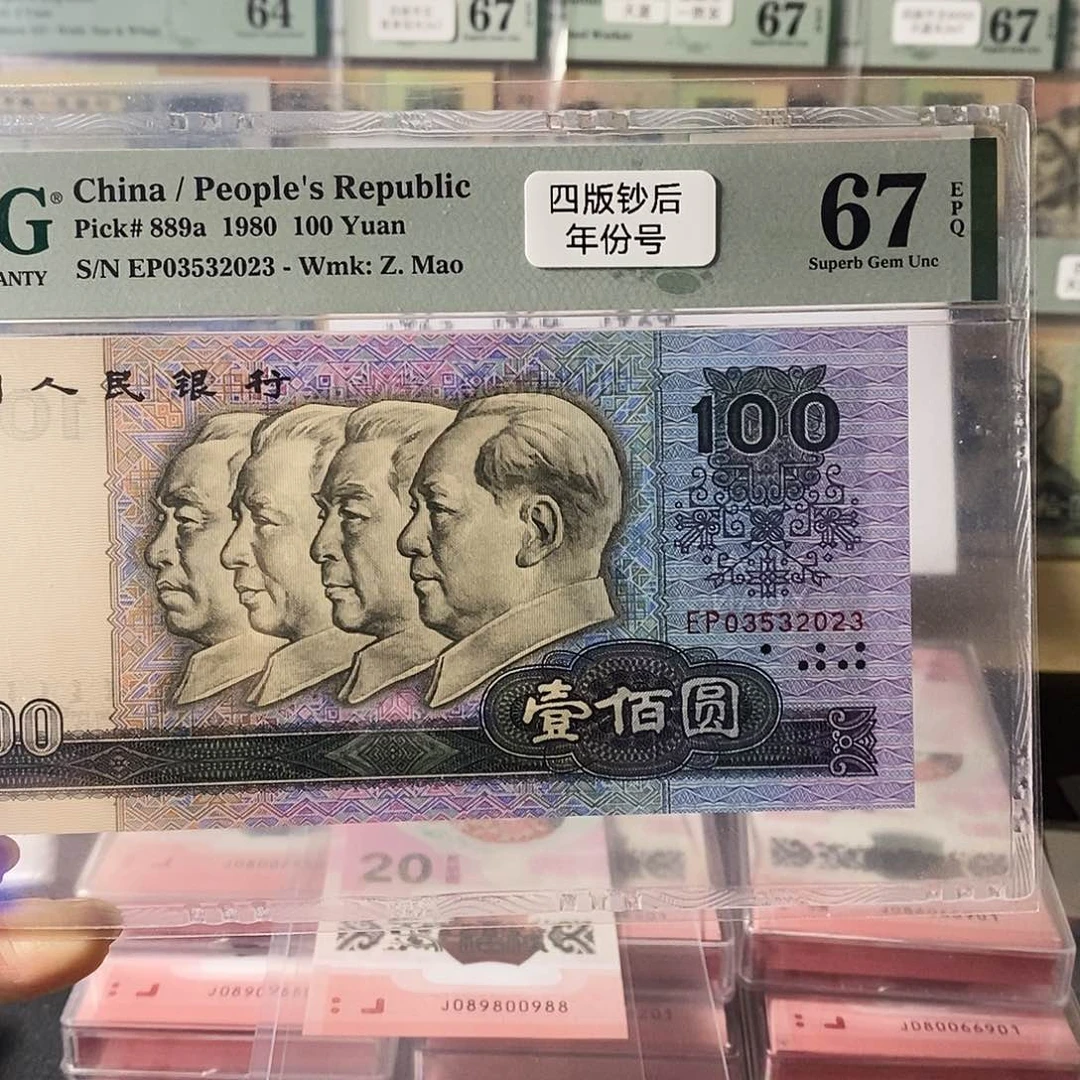 64
67
67
67
G® China / People's Republic
Pick# 889a 1980 100 Yuan
ANTY S/N EP03532023 - Wmk: Z. Mao
四版钞后
年份号
67
EPQ
Superb Gem Unc
人民银行
100
EP03532023
壹佰圆
00
20
J089800988
J080066901